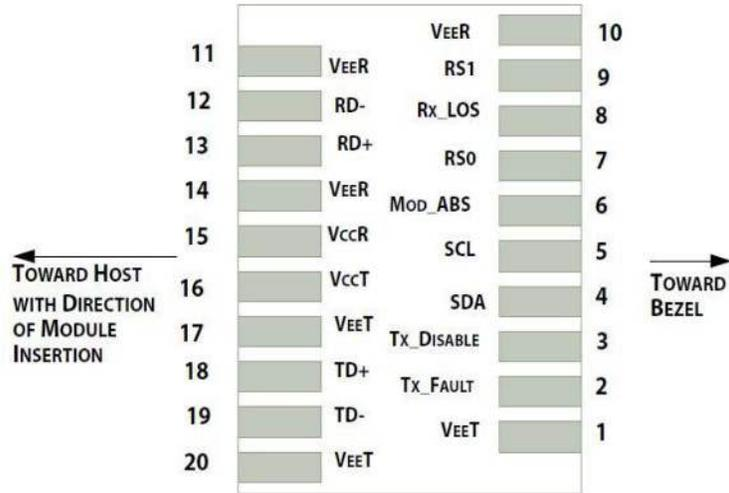 VEER 10
11 VEER
RS1 9
12 RD-
RX_LOS 8
13 RD+
RS0 7
14 VEER
MOD_ABS 6
15 VCCR
SCL 5
TOWARD HOST
WITH DIRECTION
OF MODULE
INSERTION
TOWARD
BEZEL
16 VCCT
SDA 4
17 VEET
TX_DISABLE 3
18 TD+
TX_FAULT 2
19 TD-
VEET 1
20 VEET